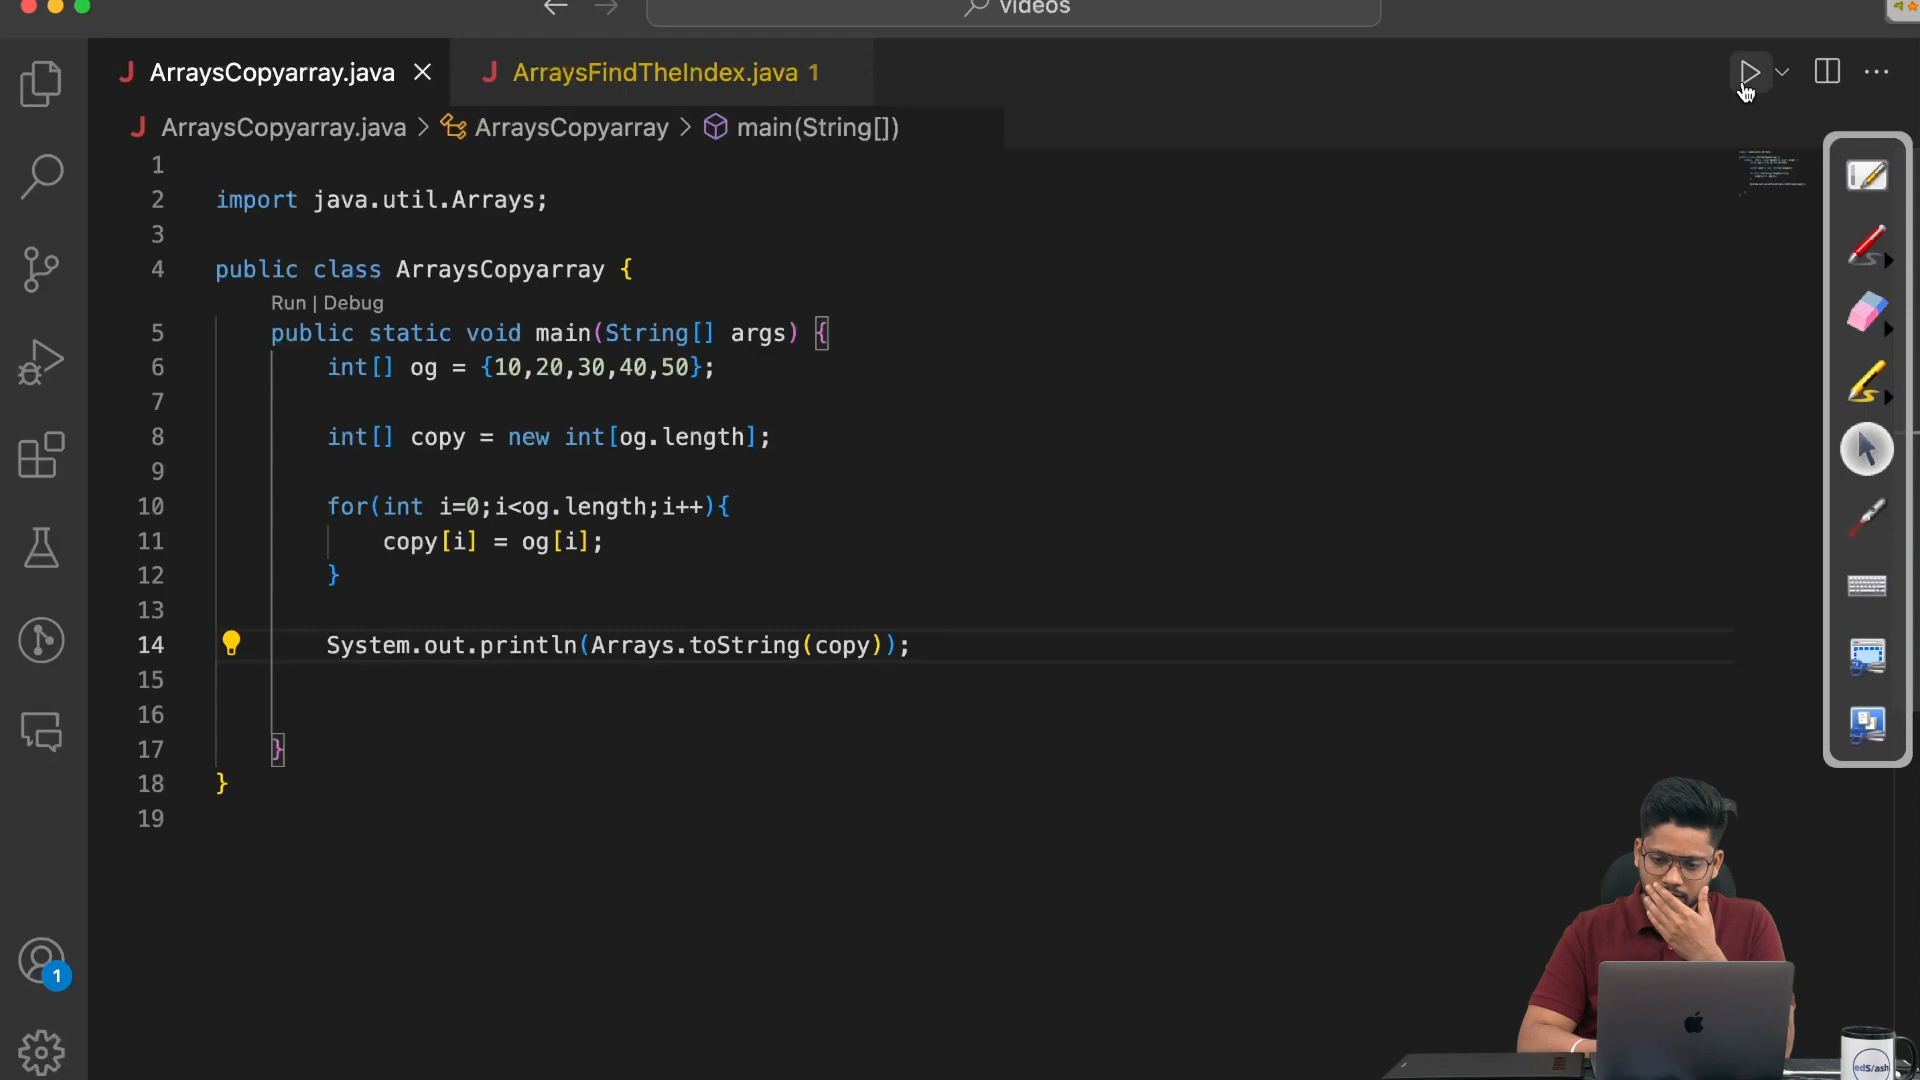 videos
ArraysCopyarray.java
ArraysFindTheIndex.java 1
ArraysCopyarray.java > ArraysCopyarray > main(String[])
1
2 import java.util.Arrays;
3
4 public class ArraysCopyarray {
Run | Debug
5 public static void main(String[] args) {
6 int[] og = {10,20,30,40,50};
7
8 int[] copy = new int[og.length];
9
10 for(int i=0;i<og.length;i++){
11 copy[i] = og[i];
12 }
13
14 System.out.println(Arrays.toString(copy));
15
16
17 }
18 }
19
1
edS/ash